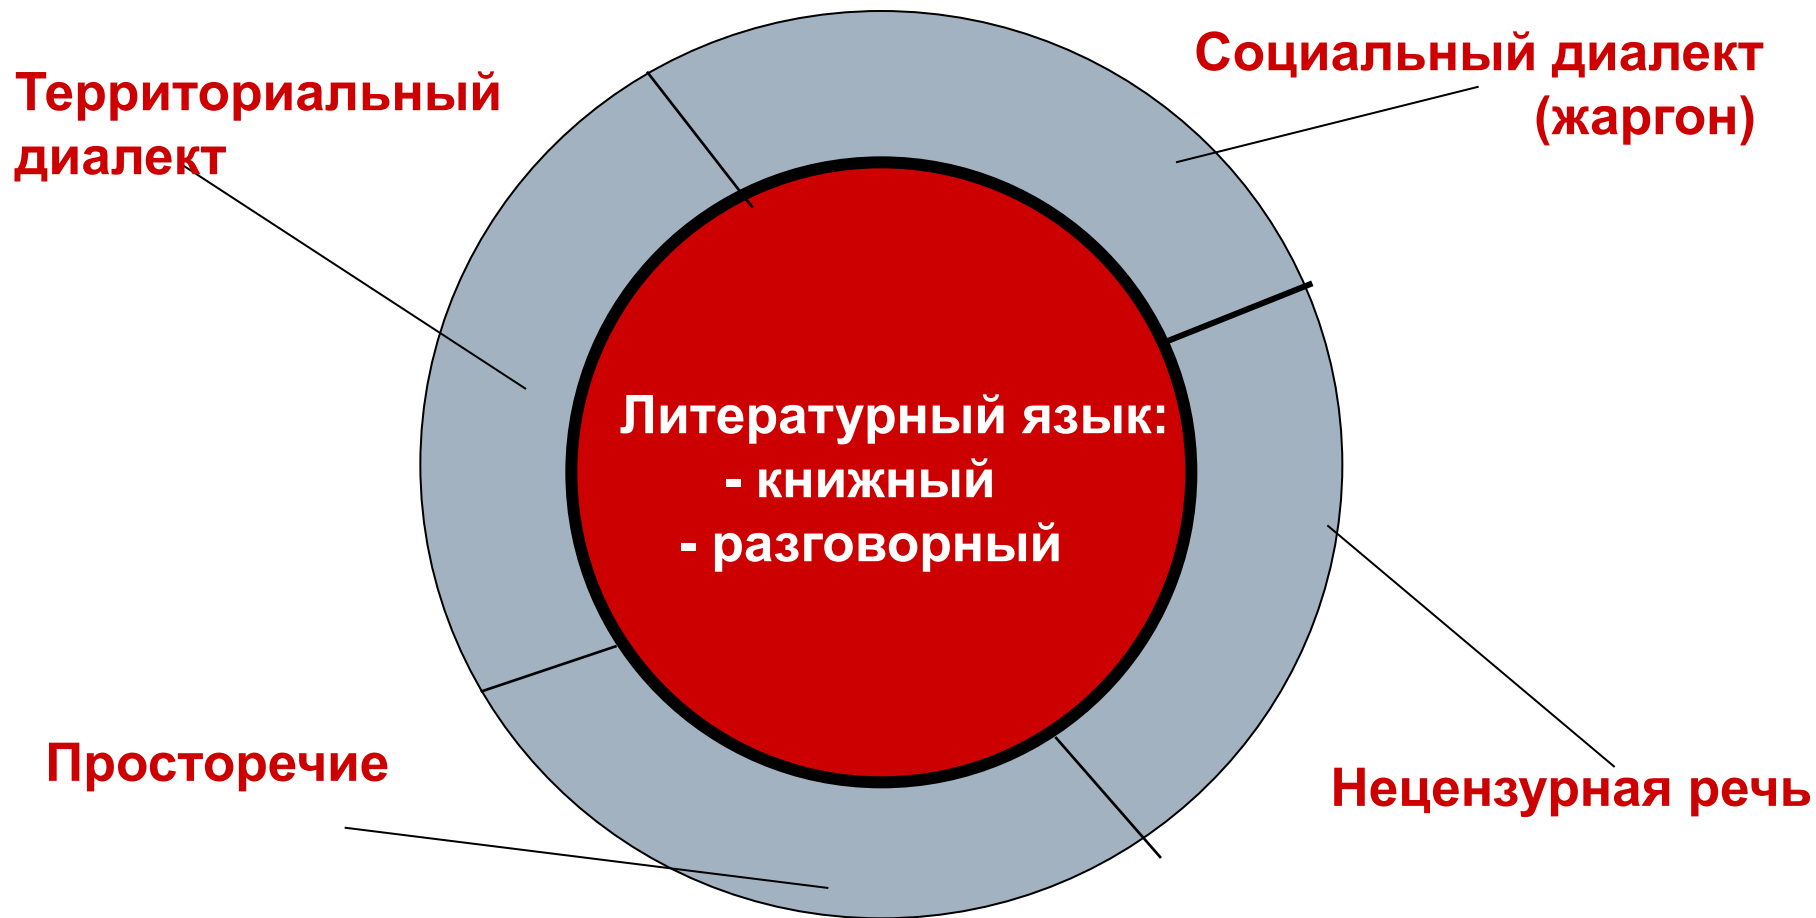 Территориальный
диалект
Социальный диалект
(жаргон)
Литературный язык:
- книжный
- разговорный
Просторечие
Нецензурная речь